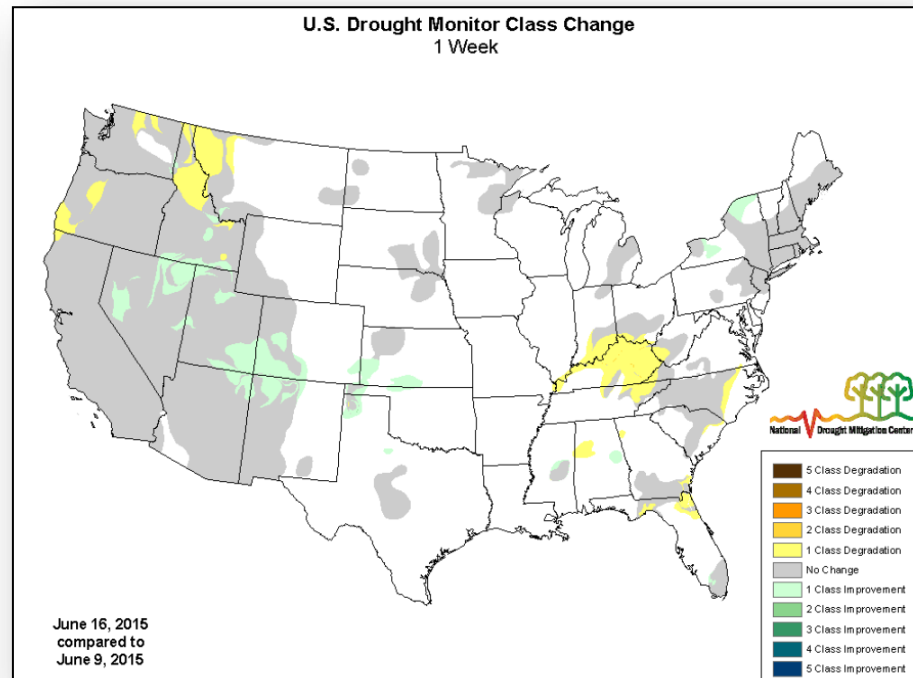 U.S. Drought Monitor Class Change
1 Week
National Drought Mitigation Center
5 Class Degradation
4 Class Degradation
3 Class Degradation
2 Class Degradation
1 Class Degradation
No Change
1 Class Improvement
2 Class Improvement
3 Class Improvement
4 Class Improvement
5 Class Improvement
June 16, 2015
compared to
June 9, 2015